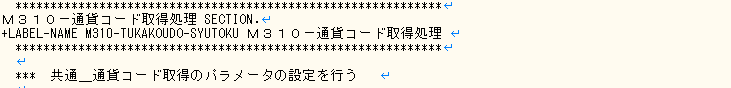 ************************************************************
Ｍ３１０－通貨コード取得処理 SECTION.↵
+LABEL-NAME M310-TUKAKOUDO-SYUTOKU Ｍ３１０－通貨コード取得処理 ↵
************************************************************↵
↵
***　共通＿通貨コード取得のパラメータの設定を行う　　↵